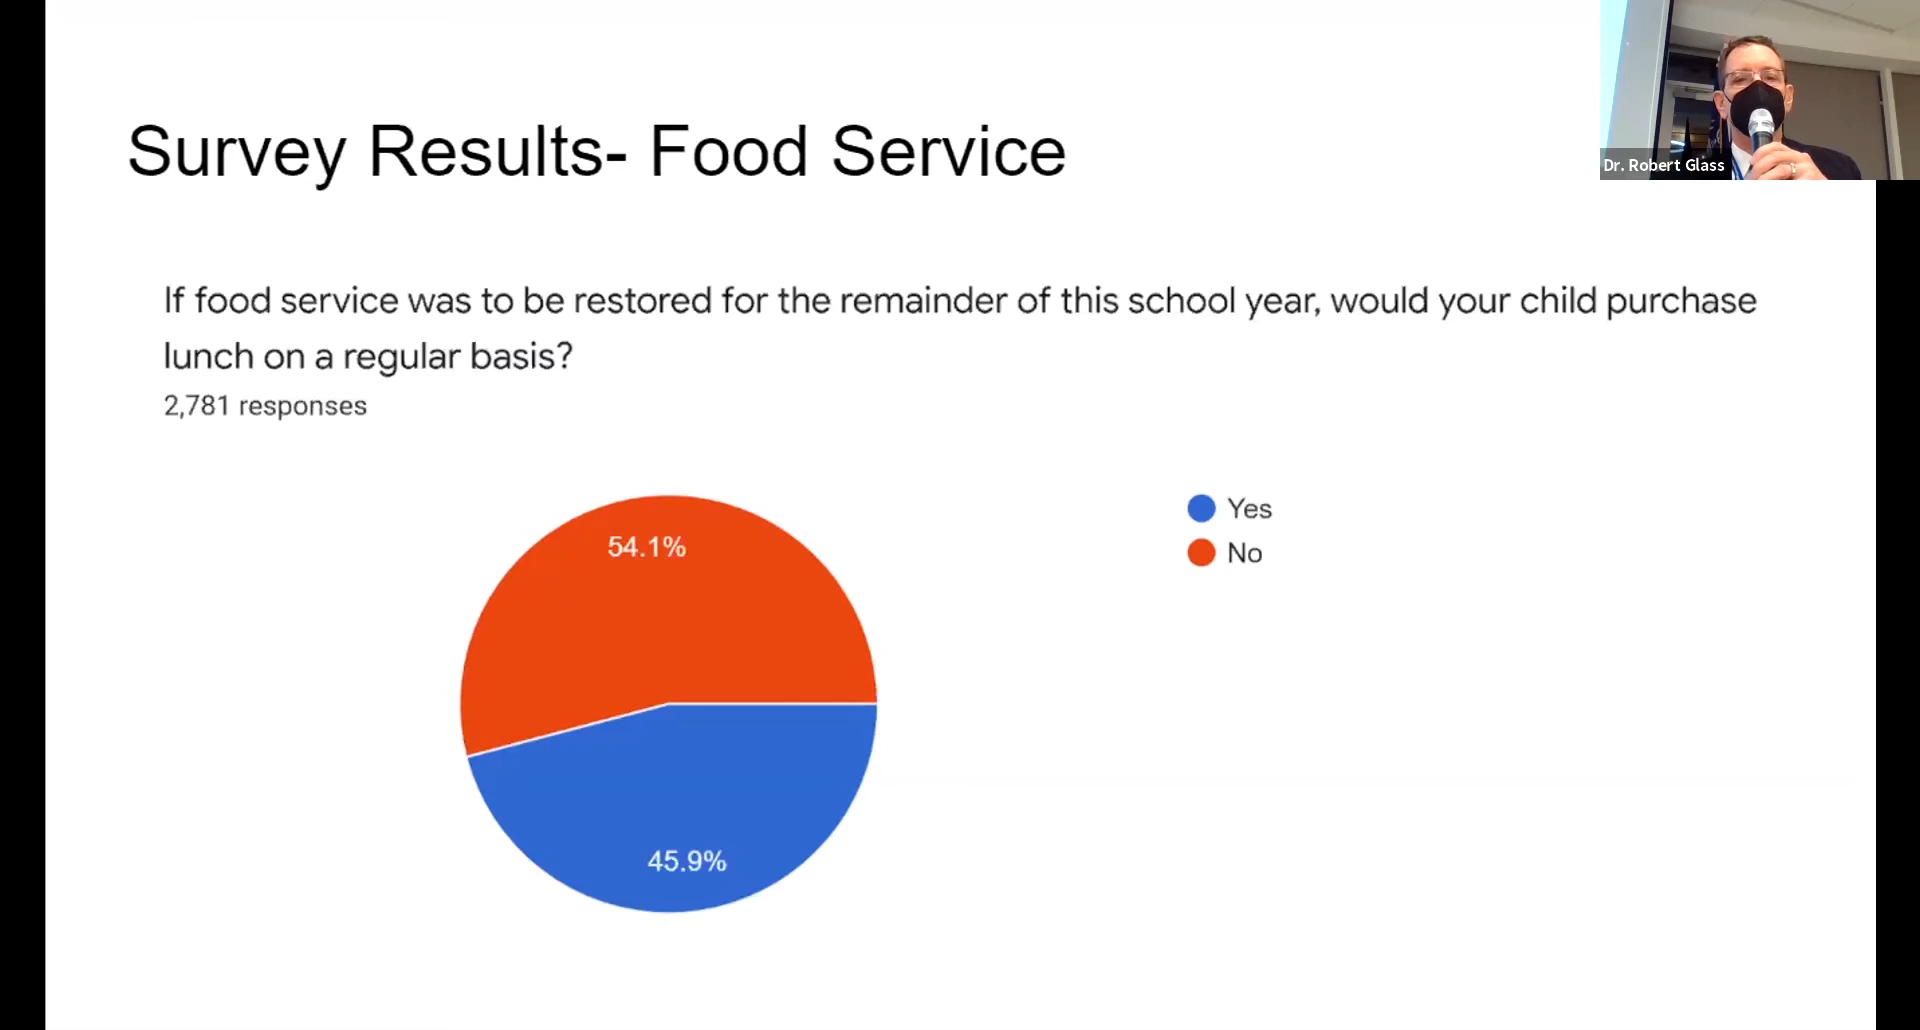 Survey Results- Food Service
Dr. Robert Glass
If food service was to be restored for the remainder of this school year, would your child purchase
lunch on a regular basis?
2,781 responses
Yes
No
54.1%
45.9%